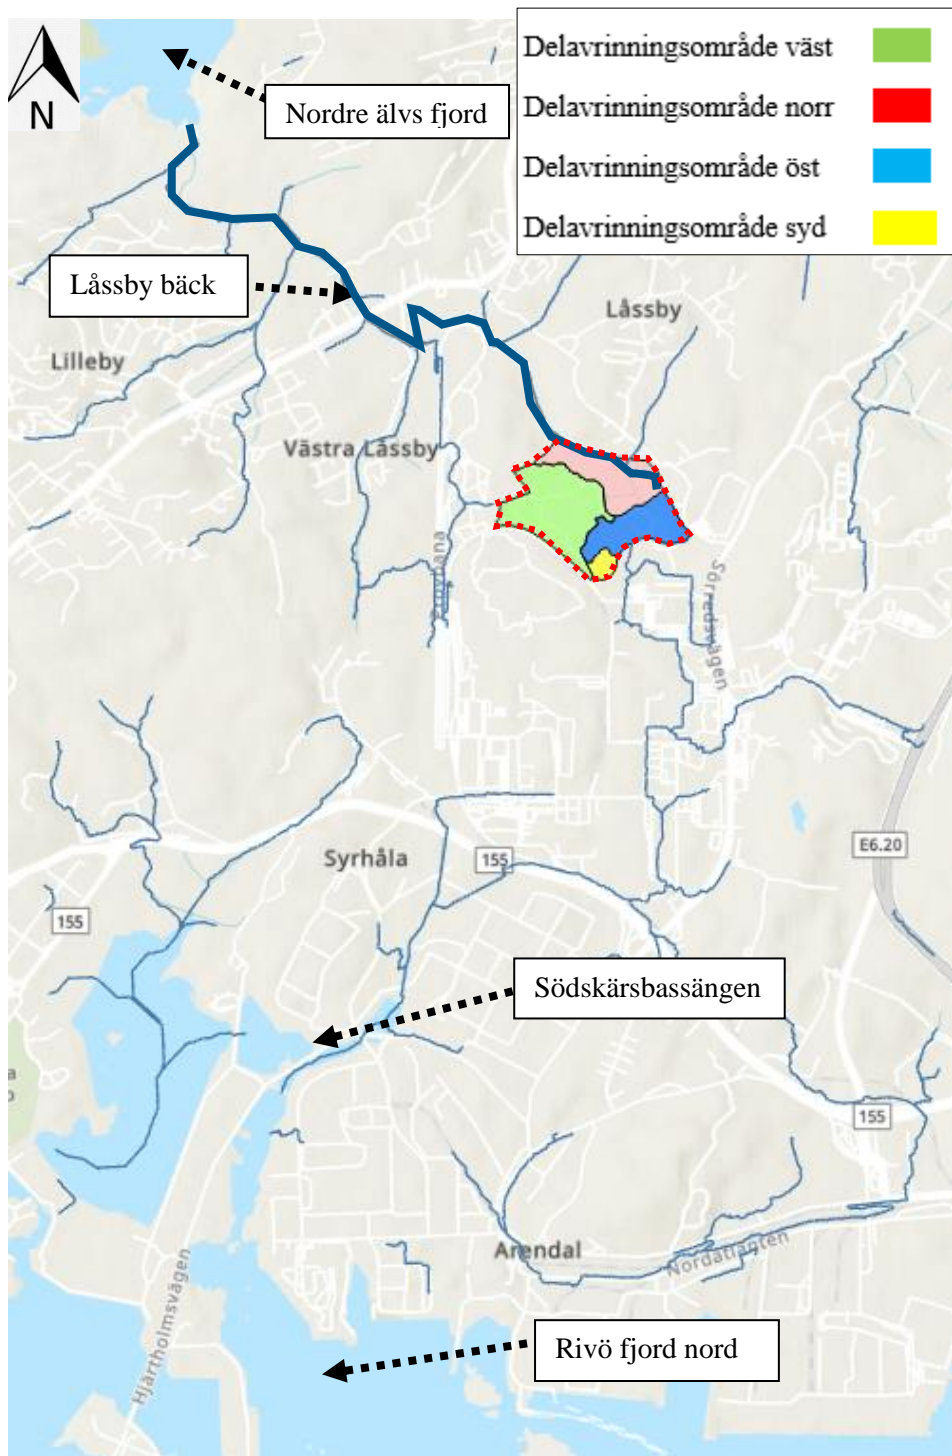 N
Nordre älvs fjord
Delavrinningsområde väst
Delavrinningsområde norr
Delavrinningsområde öst
Delavrinningsområde syd
Låssby bäck
Låssby
Lilleby
Västra Låssby
Provbana
Sörredsvägen
Syrhåla
155
E6.20
155
Södskärsbassängen
a
o
155
Arendal
Nordatlanten
Hjärtholmsvägen
Rivö fjord nord